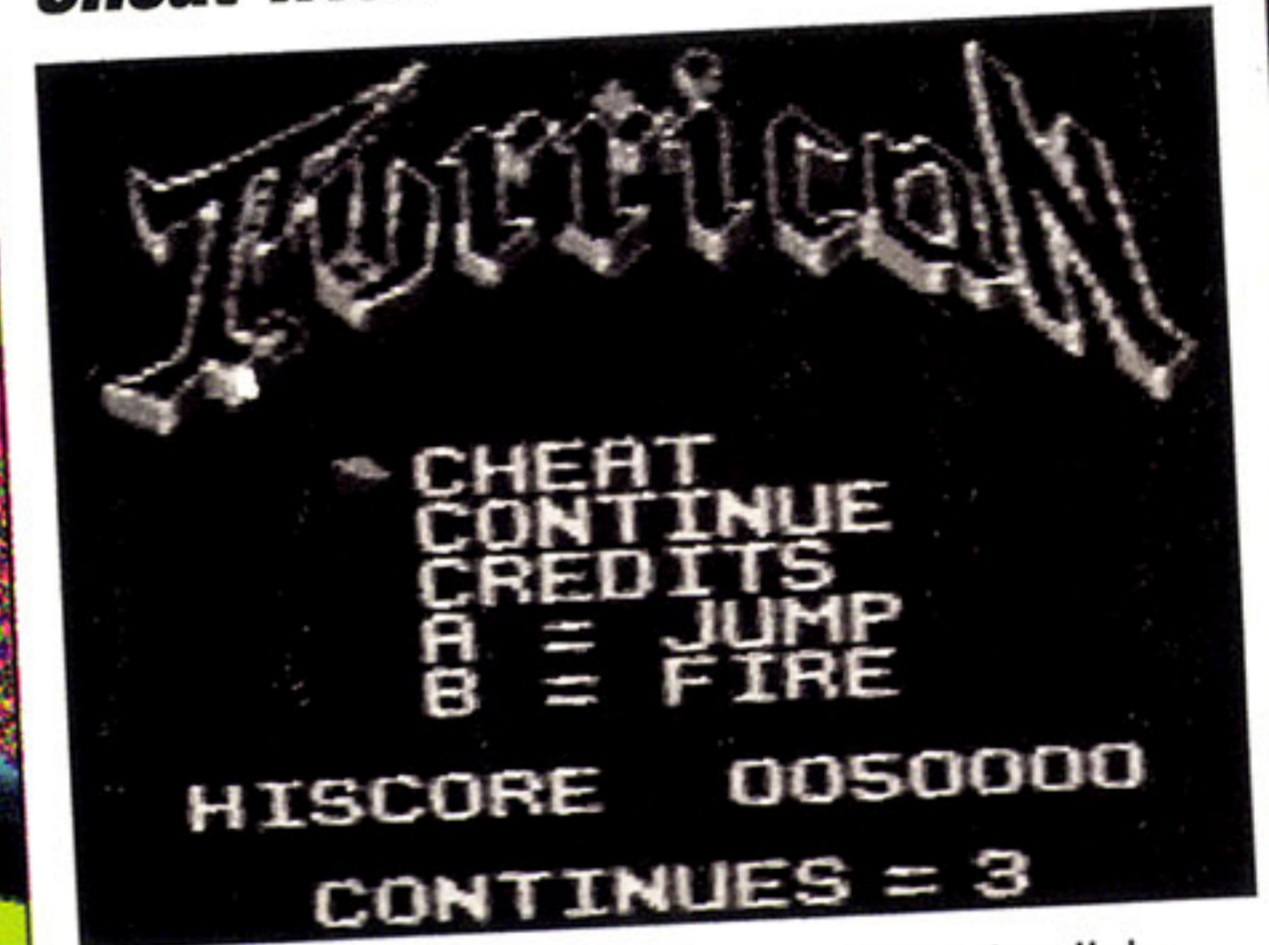 Turrican
CHEAT
CONTINUE
CREDITS
A = JUMP
B = FIRE
HISCORE 0050000
CONTINUES = 3